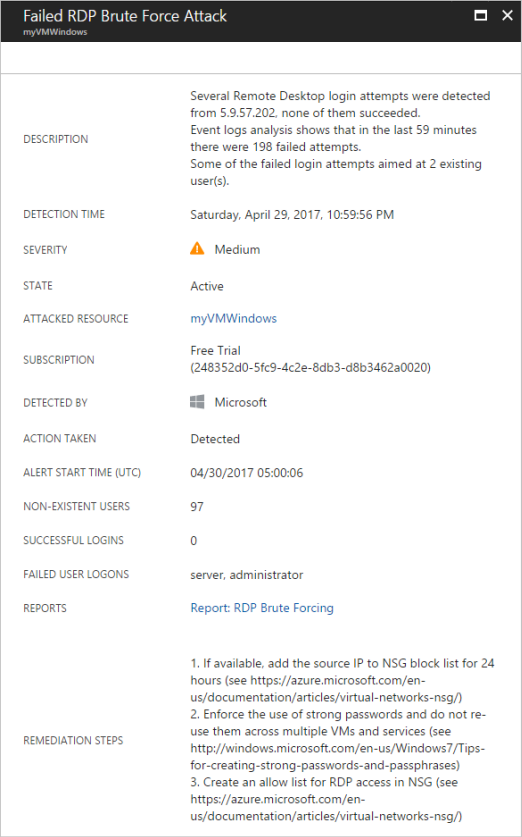 Failed RDP Brute Force Attack
myVMWindows
DESCRIPTION
Several Remote Desktop login attempts were detected
from 5.9.57.202, none of them succeeded.
Event logs analysis shows that in the last 59 minutes
there were 198 failed attempts.
Some of the failed login attempts aimed at 2 existing
user(s).
DETECTION TIME
Saturday, April 29, 2017, 10:59:56 PM
SEVERITY
Medium
STATE
Active
ATTACKED RESOURCE
myVMWindows
SUBSCRIPTION
Free Trial
(248352d0-5fc9-4c2e-8db3-d8b3462a0020)
DETECTED BY
Microsoft
ACTION TAKEN
Detected
ALERT START TIME (UTC)
04/30/2017 05:00:06
NON-EXISTENT USERS
97
SUCCESSFUL LOGINS
0
FAILED USER LOGONS
server, administrator
REPORTS
Report: RDP Brute Forcing
REMEDIATION STEPS
1. If available, add the source IP to NSG block list for 24
hours (see https://azure.microsoft.com/en-
us/documentation/articles/virtual-networks-nsg/)
2. Enforce the use of strong passwords and do not re-
use them across multiple VMs and services (see
http://windows.microsoft.com/en-us/Windows7/Tips-
for-creating-strong-passwords-and-passphrases)
3. Create an allow list for RDP access in NSG (see
https://azure.microsoft.com/en-
us/documentation/articles/virtual-networks-nsg/)